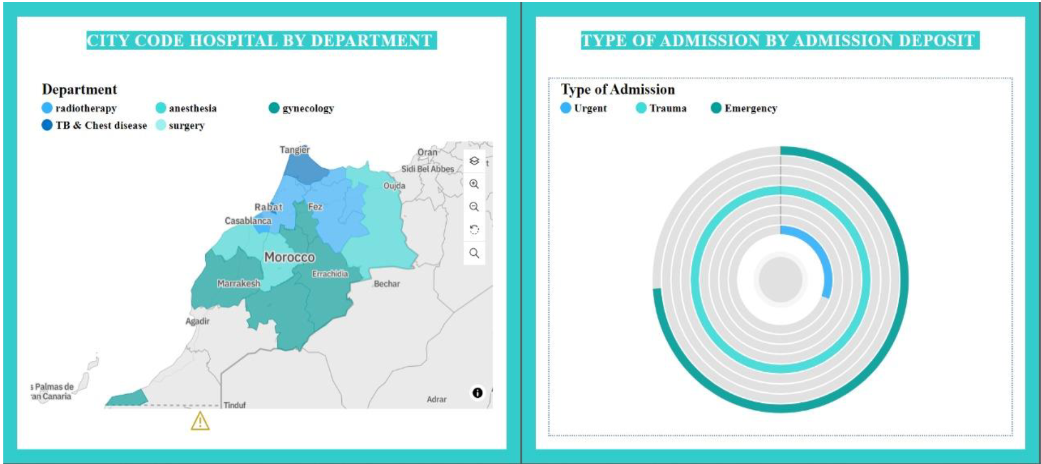 CITY CODE HOSPITAL BY DEPARTMENT
Department
radiotherapy anesthesia gynecology
TB & Chest disease surgery
Tangier
Oran
Sidi Bel Abbes
Oujda
Rabat Fez
Casablanca
Morocco
Errachidia
Marrakesh
Bechar
Agadir
Palmas de
an Canaria
Tinduf
Adrar
TYPE OF ADMISSION BY ADMISSION DEPOSIT
Type of Admission
Urgent Trauma Emergency